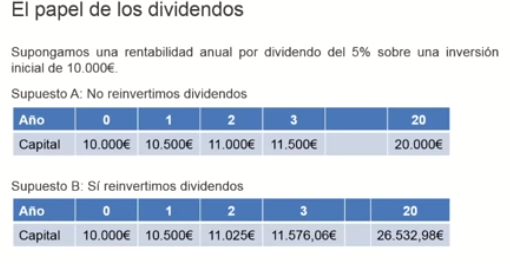 El papel de los dividendos
Supongamos una rentabilidad anual por dividendo del 5% sobre una inversión
inicial de 10.000€.
Supuesto A: No reinvertimos dividendos
Año 0 1 2 3 20
Capital 10.000€ 10.500€ 11.000€ 11.500€ 20.000€
Supuesto B: Sí reinvertimos dividendos
Año 0 1 2 3 20
Capital 10.000€ 10.500€ 11.025€ 11.576,06€ 26.532,98€